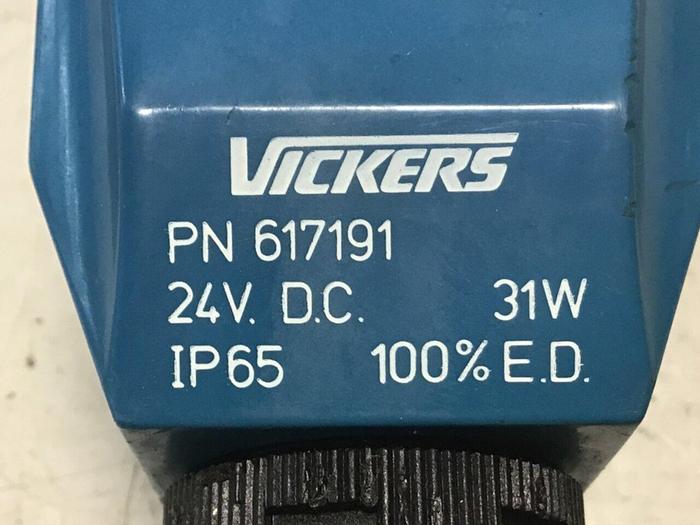 VICKERS
PN 617191
24V. D.C. 31W
IP65 100% E.D.